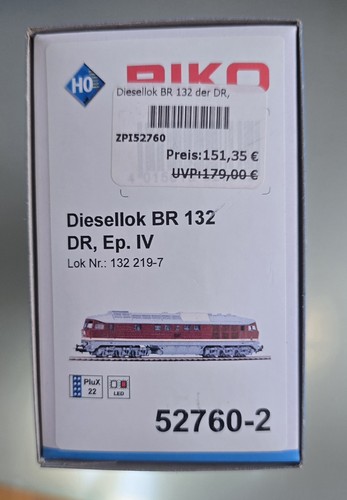 H0
PIKO
Diesellok BR 132 der DR,
ZPI52760
Preis:151,35 €
UVP:179,00 €
Diesellok BR 132
DR, Ep. IV
Lok Nr.: 132 219-7
PluX
22
LED
52760-2